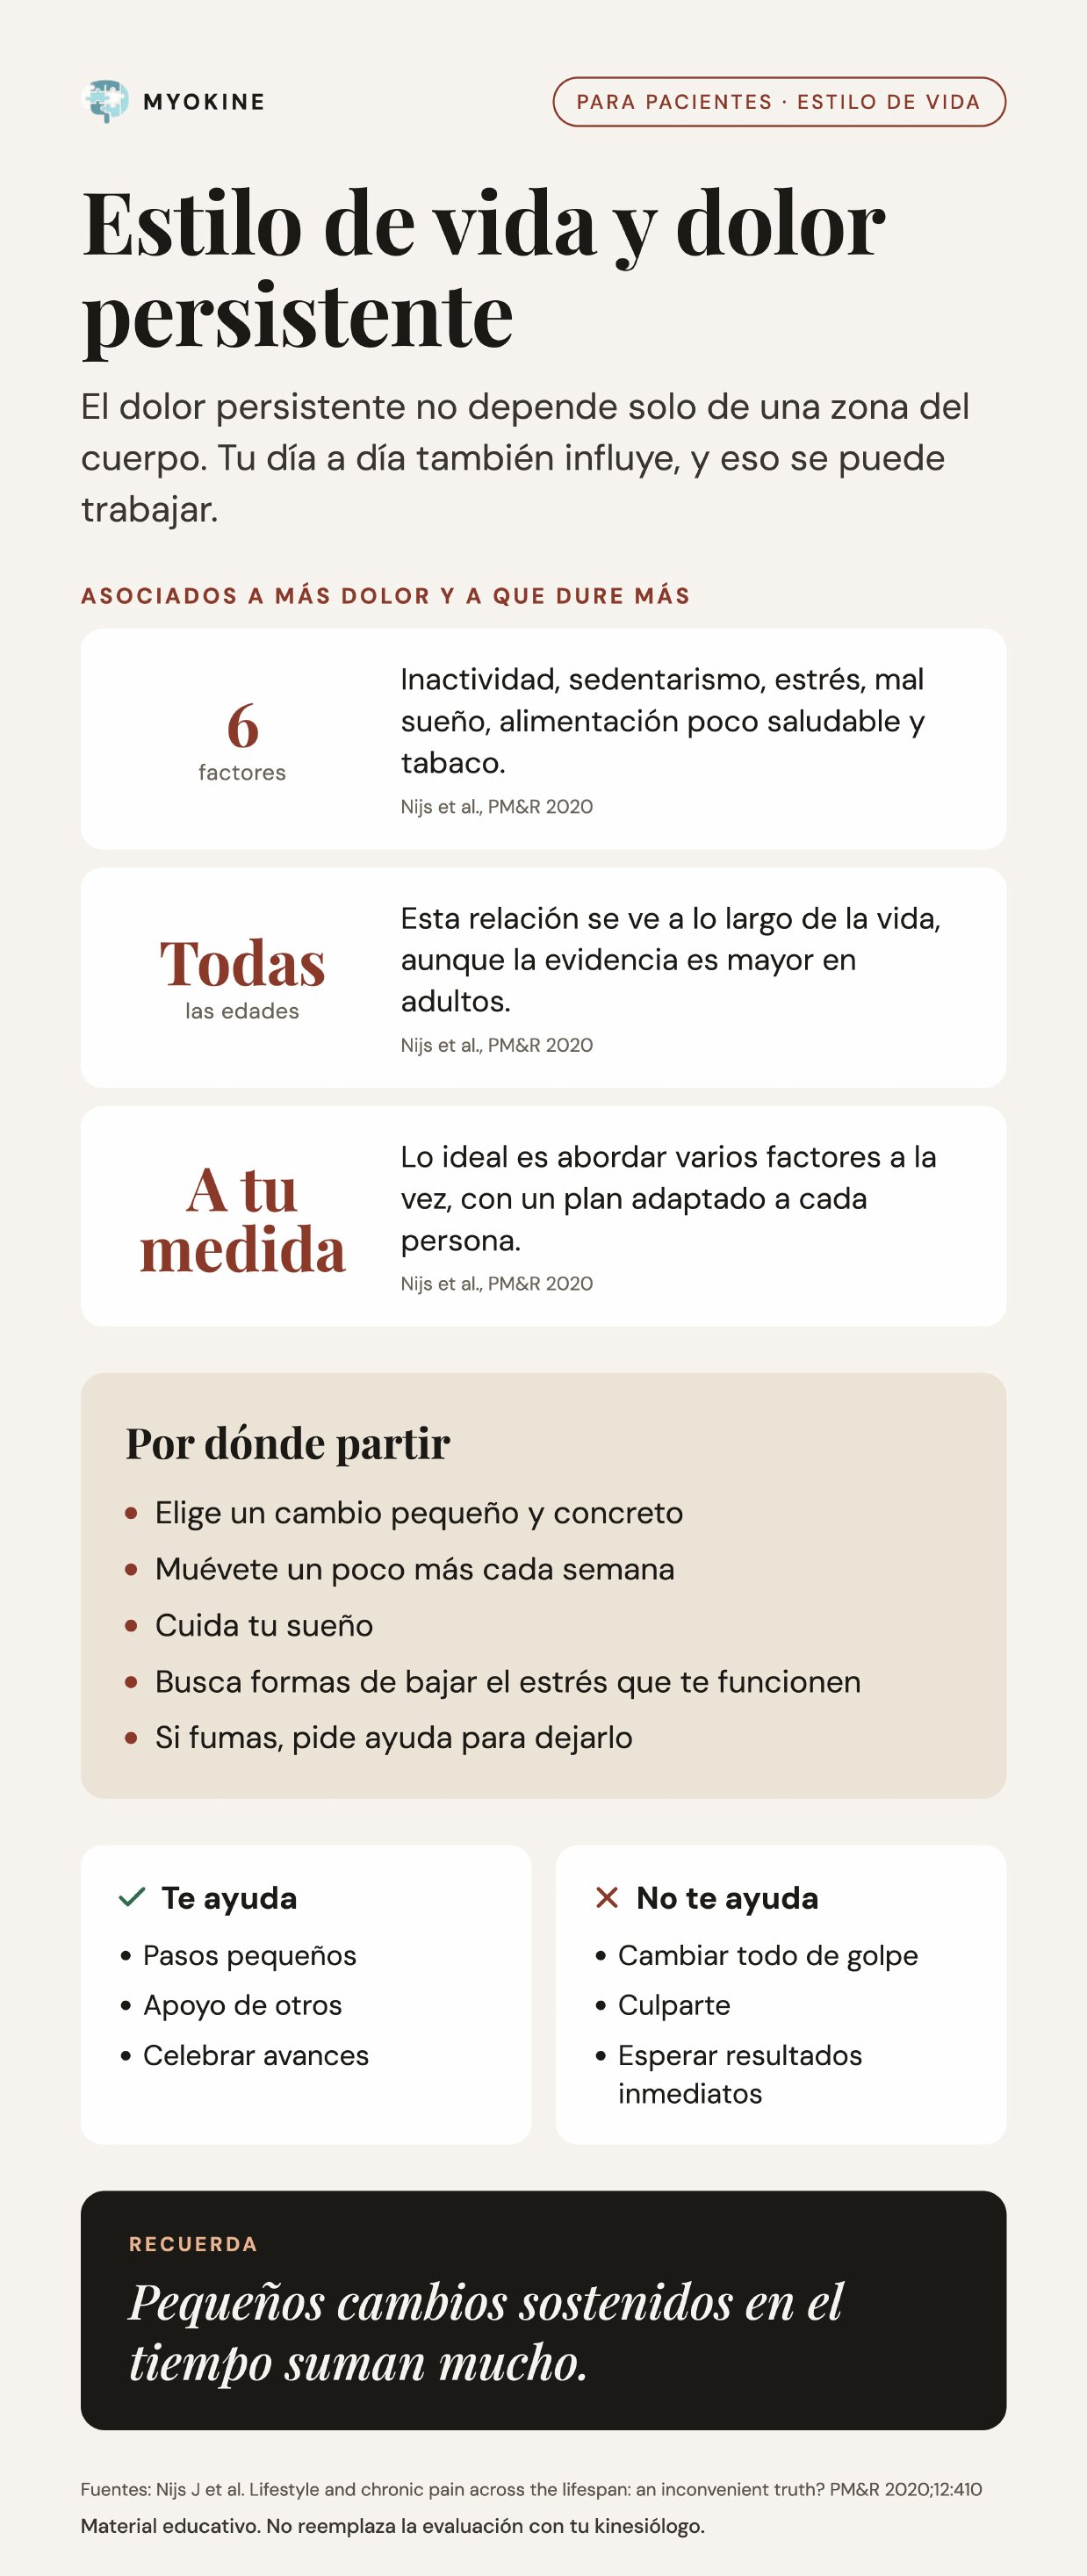 MYOKINE
PARA PACIENTES · ESTILO DE VIDA
Estilo de vida y dolor
persistente
El dolor persistente no depende solo de una zona del
cuerpo. Tu día a día también influye, y eso se puede
trabajar.
ASOCIADOS A MÁS DOLOR Y A QUE DURE MÁS
6
factores
Inactividad, sedentarismo, estrés, mal
sueño, alimentación poco saludable y
tabaco.
Nijs et al., PM&R 2020
Todas
las edades
Esta relación se ve a lo largo de la vida,
aunque la evidencia es mayor en
adultos.
Nijs et al., PM&R 2020
A tu
medida
Lo ideal es abordar varios factores a la
vez, con un plan adaptado a cada
persona.
Nijs et al., PM&R 2020
Por dónde partir
• Elige un cambio pequeño y concreto
• Muévete un poco más cada semana
• Cuida tu sueño
• Busca formas de bajar el estrés que te funcionen
• Si fumas, pide ayuda para dejarlo
✓ Te ayuda
• Pasos pequeños
• Apoyo de otros
• Celebrar avances
✕ No te ayuda
• Cambiar todo de golpe
• Culparte
• Esperar resultados
inmediatos
RECUERDA
Pequeños cambios sostenidos en el
tiempo suman mucho.
Fuentes: Nijs J et al. Lifestyle and chronic pain across the lifespan: an inconvenient truth? PM&R 2020;12:410
Material educativo. No reemplaza la evaluación con tu kinesiólogo.